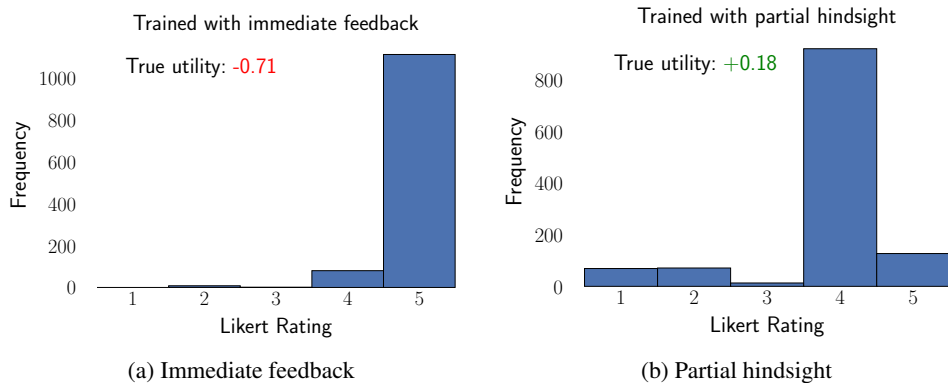 Trained with immediate feedback
True utility: -0.71
1000
800
600
400
200
0
Frequency
1 2 3 4 5
Likert Rating
(a) Immediate feedback
Trained with partial hindsight
True utility: +0.18
800
600
400
200
0
Frequency
1 2 3 4 5
Likert Rating
(b) Partial hindsight